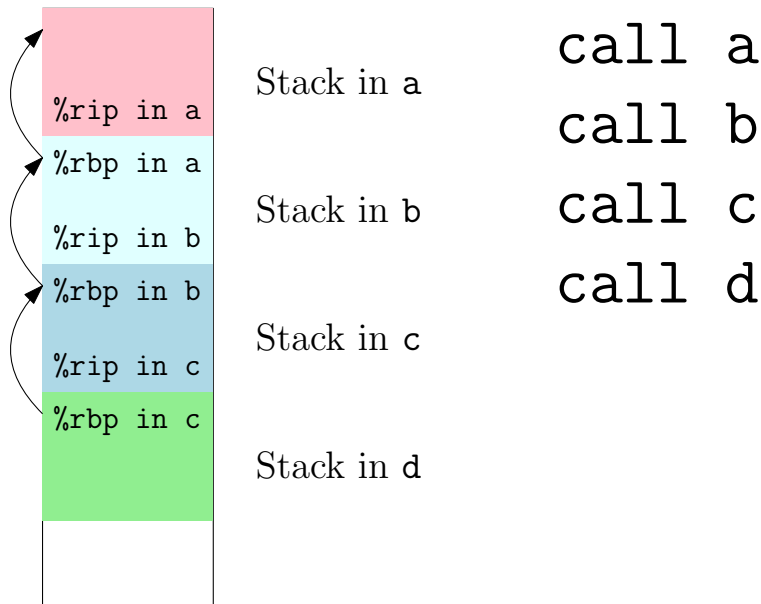 %rip in a
%rbp in a
%rip in b
%rbp in b
%rip in c
%rbp in c
Stack in a
Stack in b
Stack in c
Stack in d
call a
call b
call c
call d